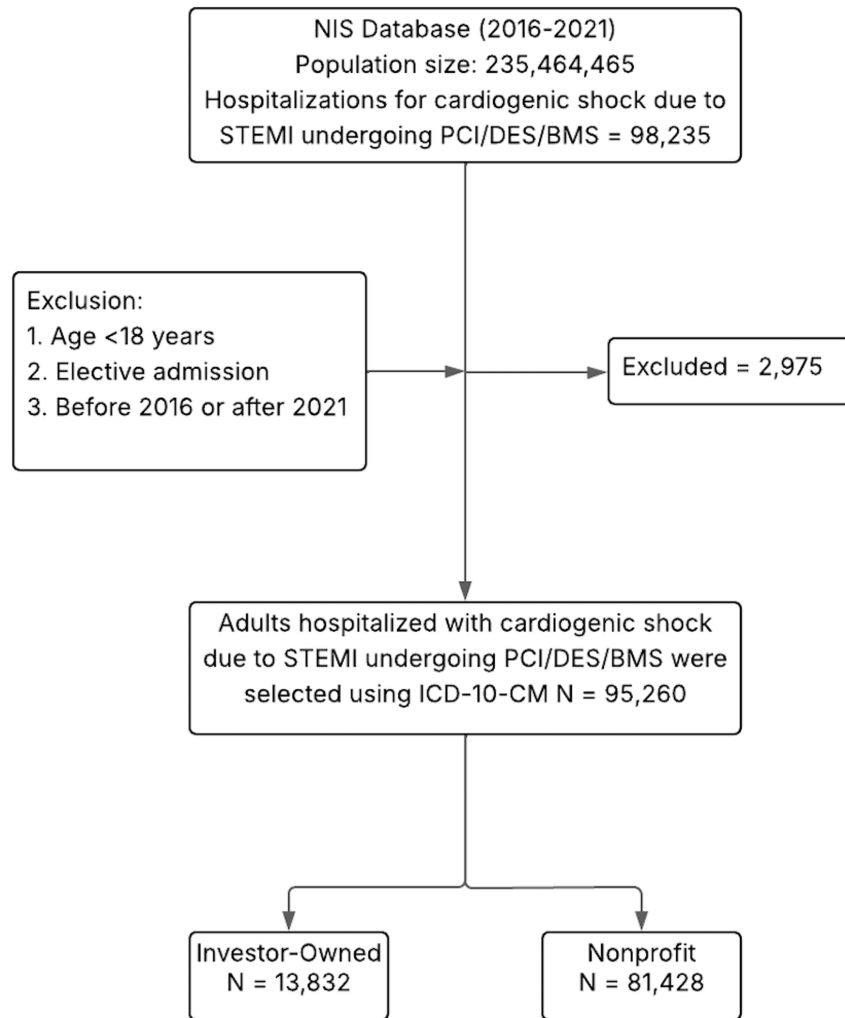 NIS Database (2016-2021)
Population size: 235,464,465
Hospitalizations for cardiogenic shock due to
STEMI undergoing PCI/DES/BMS = 98,235
Exclusion:
1. Age <18 years
2. Elective admission
3. Before 2016 or after 2021
Excluded = 2,975
Adults hospitalized with cardiogenic shock
due to STEMI undergoing PCI/DES/BMS were
selected using ICD-10-CM N = 95,260
Investor-Owned
N = 13,832
Nonprofit
N = 81,428